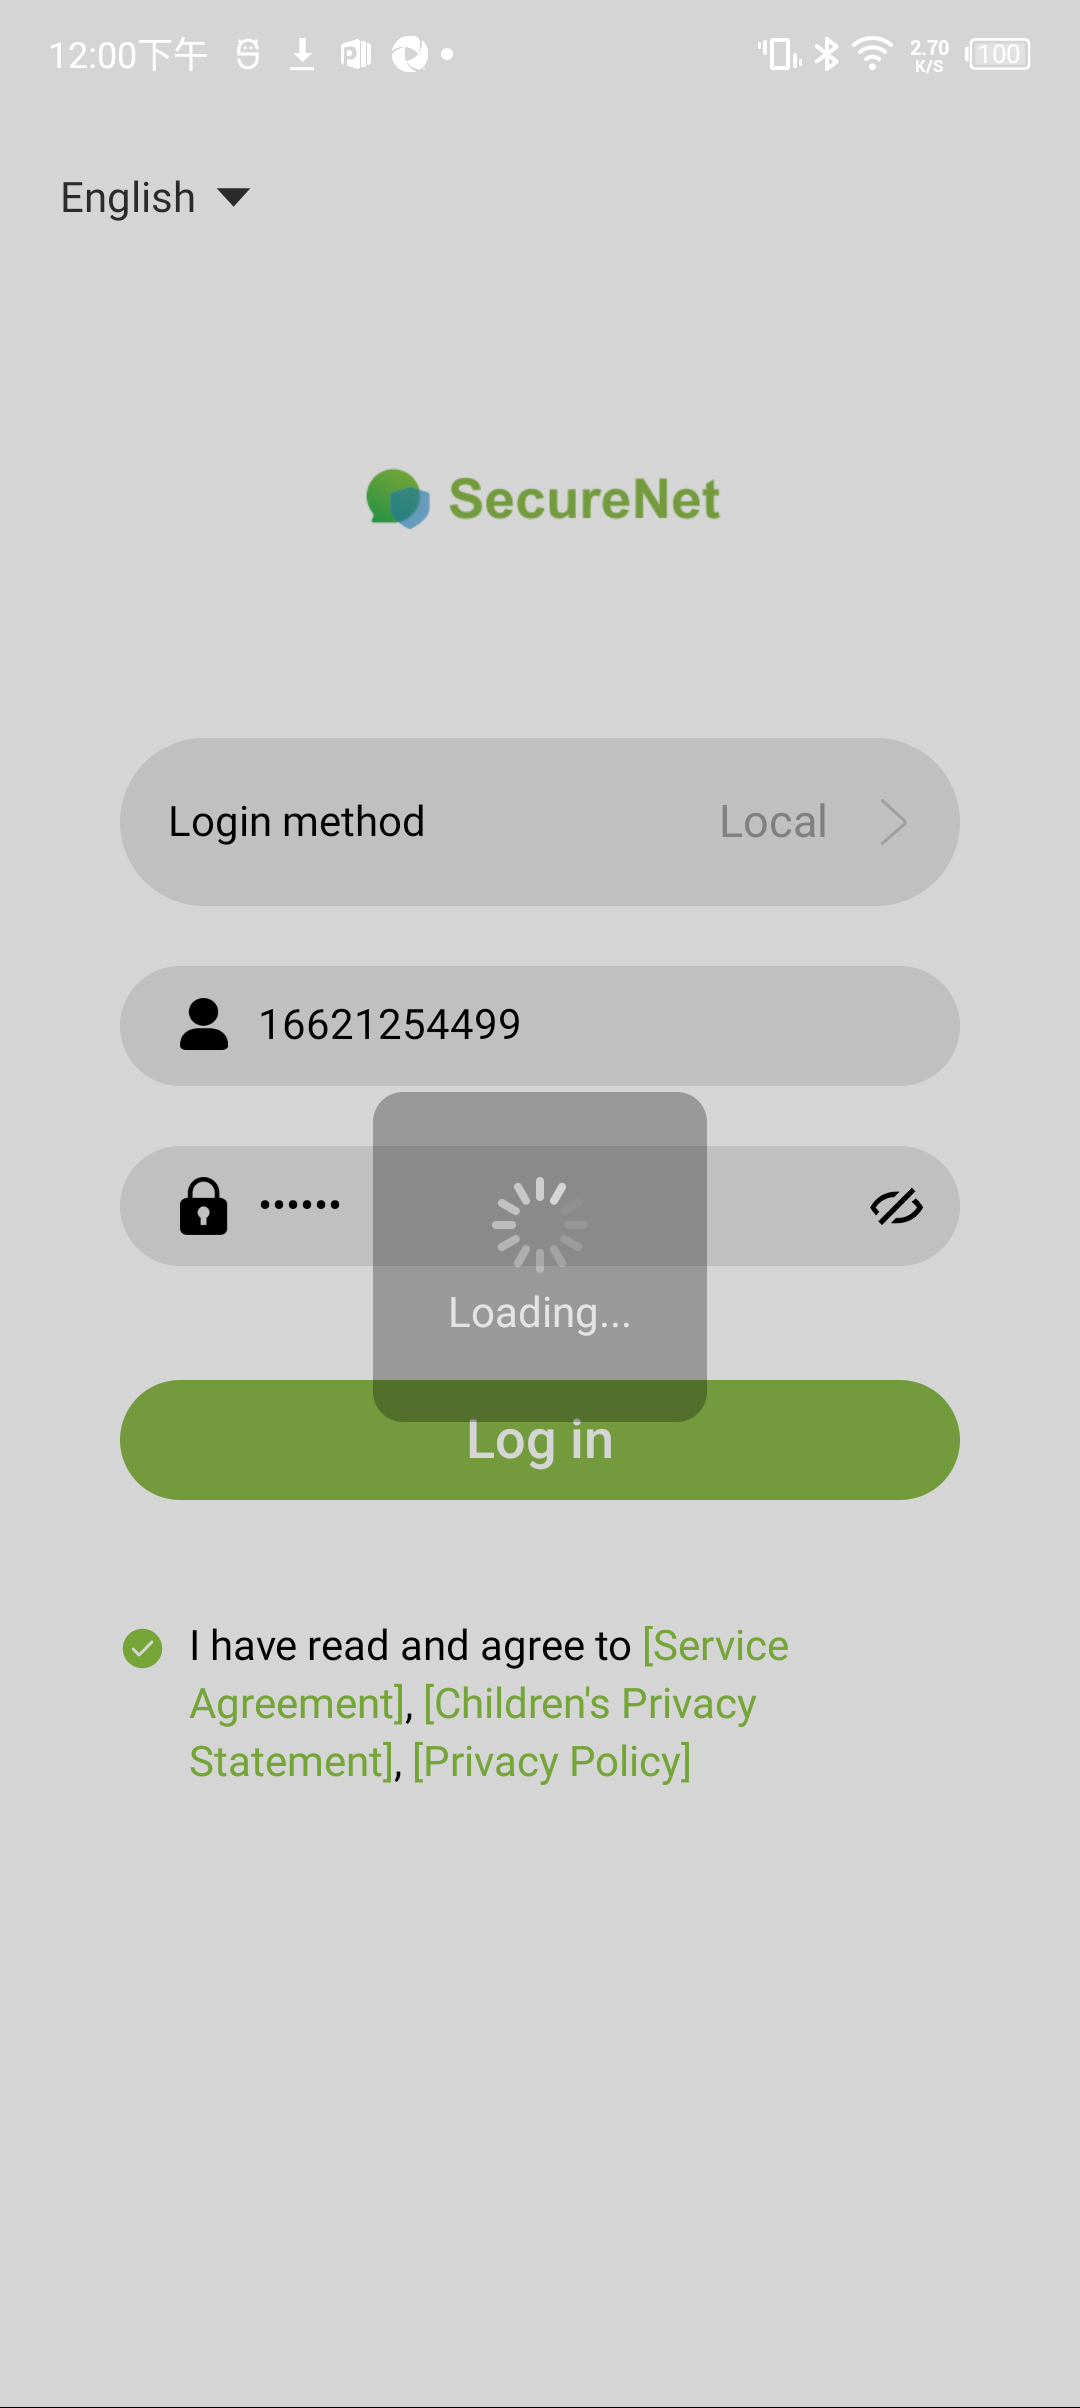 12:00下午
2.70
K/S
100
English
SecureNet
Login method
Local
16621254499
••••••
Loading...
Log in
I have read and agree to [Service
Agreement], [Children's Privacy
Statement], [Privacy Policy]